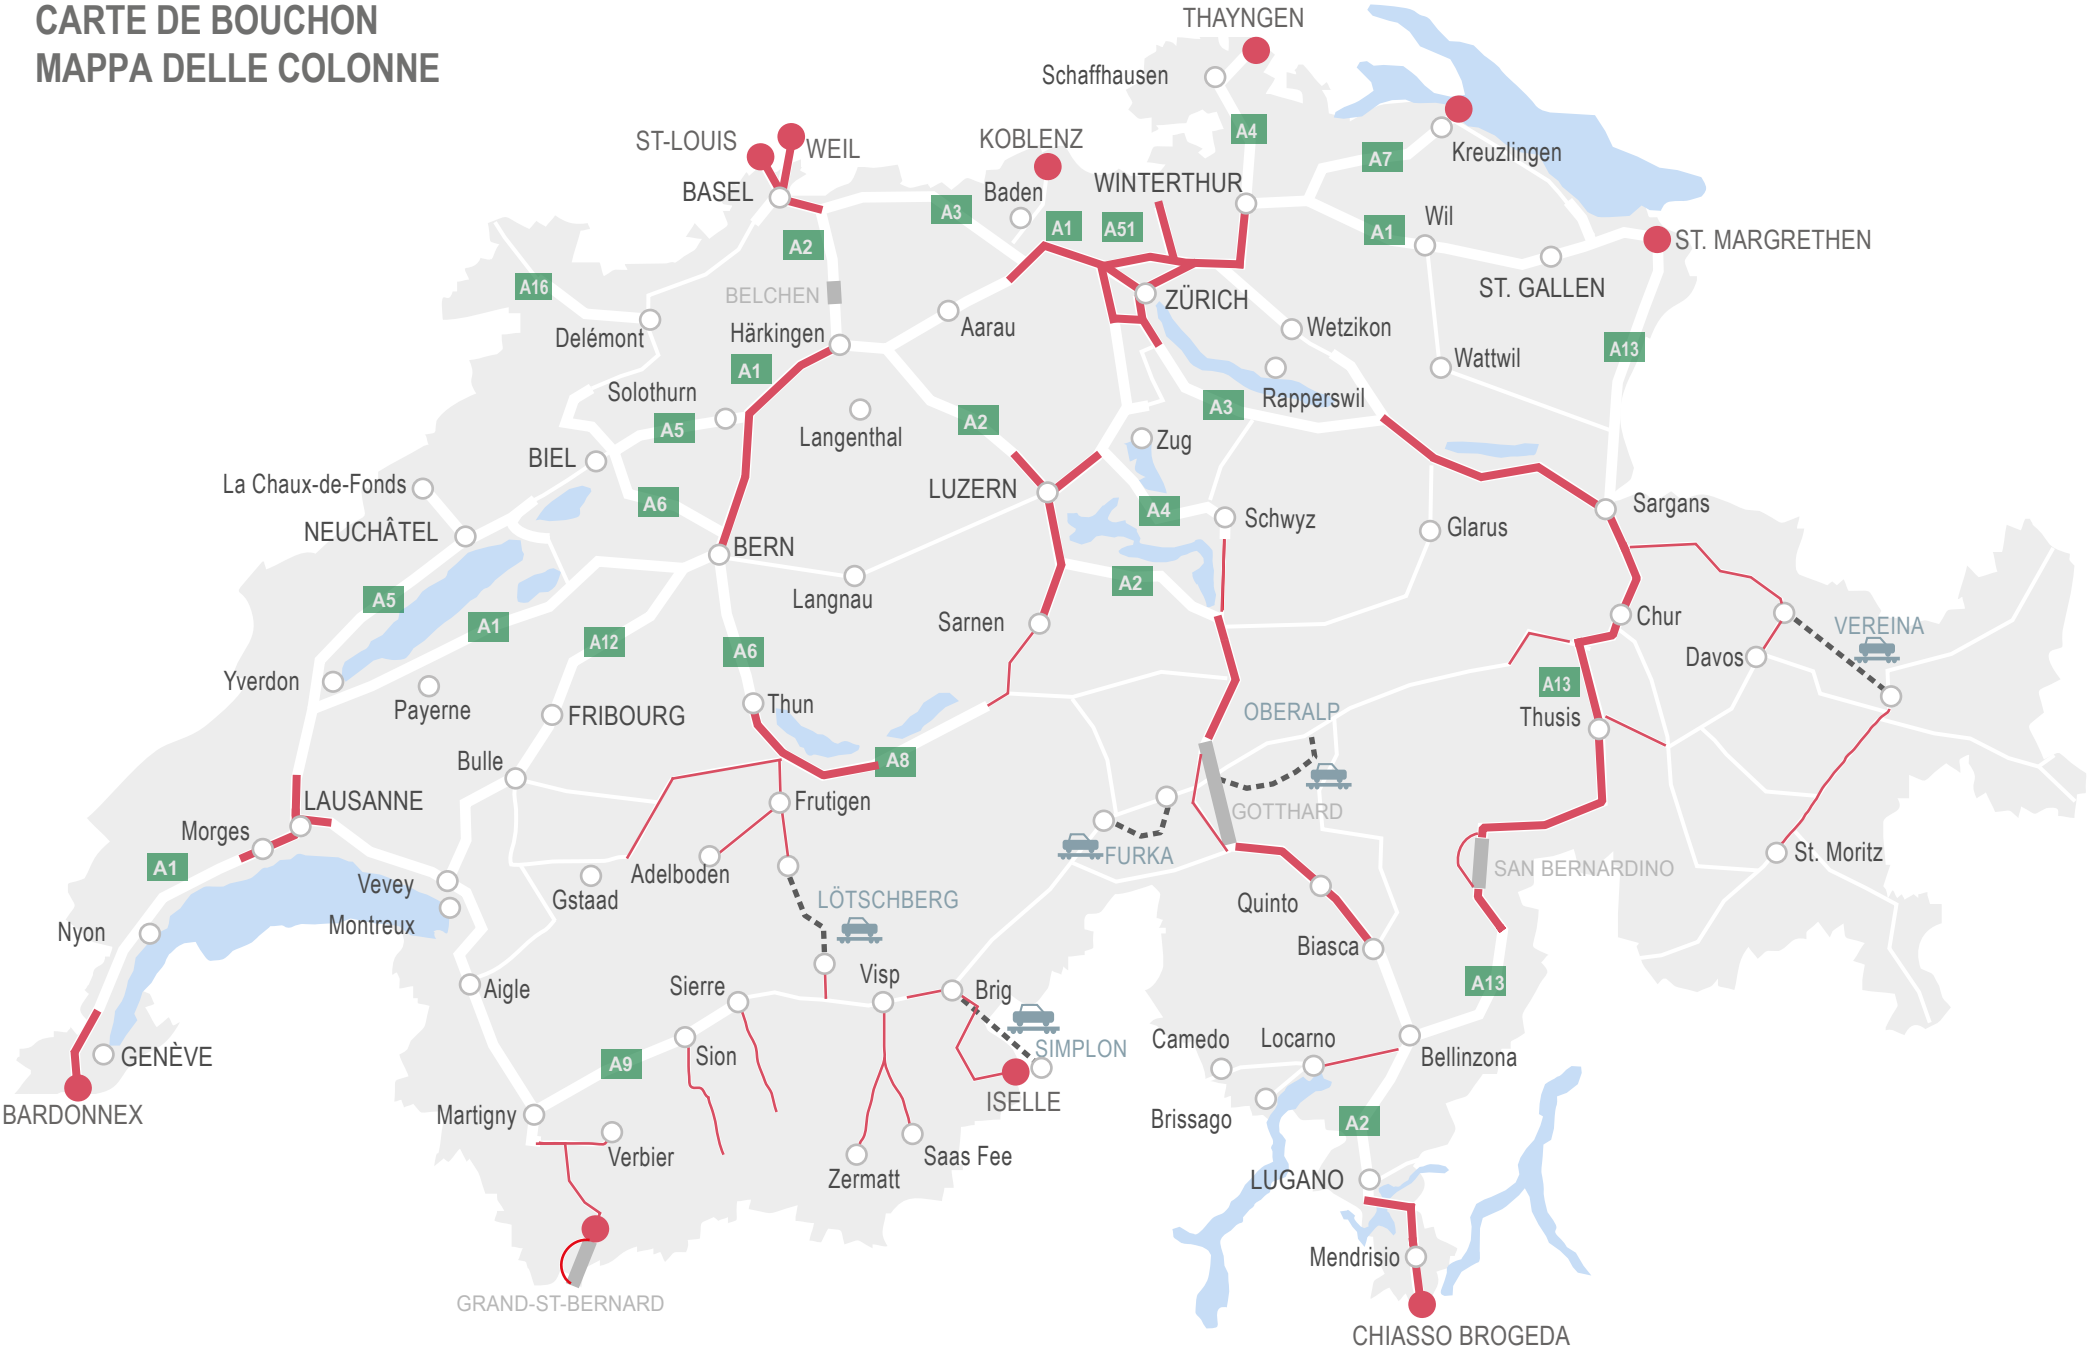 CARTE DE BOUCHON
MAPPA DELLE COLONNE
THAYNGEN
Schaffhausen
A4
ST-LOUIS
WEIL
KOBLENZ
Kreuzlingen
A7
BASEL
Baden
WINTERTHUR
A3
A1
A51
A1
Wil
ST. MARGRETHEN
A2
A16
BELCHEN
ZÜRICH
ST. GALLEN
Delémont
Härkingen
Aarau
Wetzikon
Wattwil
A13
A1
Solothurn
Rapperswil
A3
A5
Langenthal
A2
Zug
BIEL
La Chaux-de-Fonds
LUZERN
A6
A4
Schwyz
Glarus
Sargans
NEUCHÂTEL
BERN
A5
Langnau
A2
A1
Sarnen
Chur
A12
A6
VEREINA
Davos
Yverdon
Payerne
FRIBOURG
Thun
OBERALP
A13
Thusis
Bulle
A8
LAUSANNE
Frutigen
GOTTHARD
Morges
A1
FURKA
St. Moritz
SAN BERNARDINO
Vevey
Adelboden
Gstaad
LÖTSCHBERG
Quinto
Montreux
Nyon
Biasca
Aigle
Sierre
Visp
Brig
A13
GENÈVE
Sion
A9
SIMPLON
Camedo
Locarno
Bellinzona
BARDONNEX
ISELLE
Martigny
Brissago
A2
Verbier
Saas Fee
Zermatt
LUGANO
Mendrisio
GRAND-ST-BERNARD
CHIASSO BROGEDA